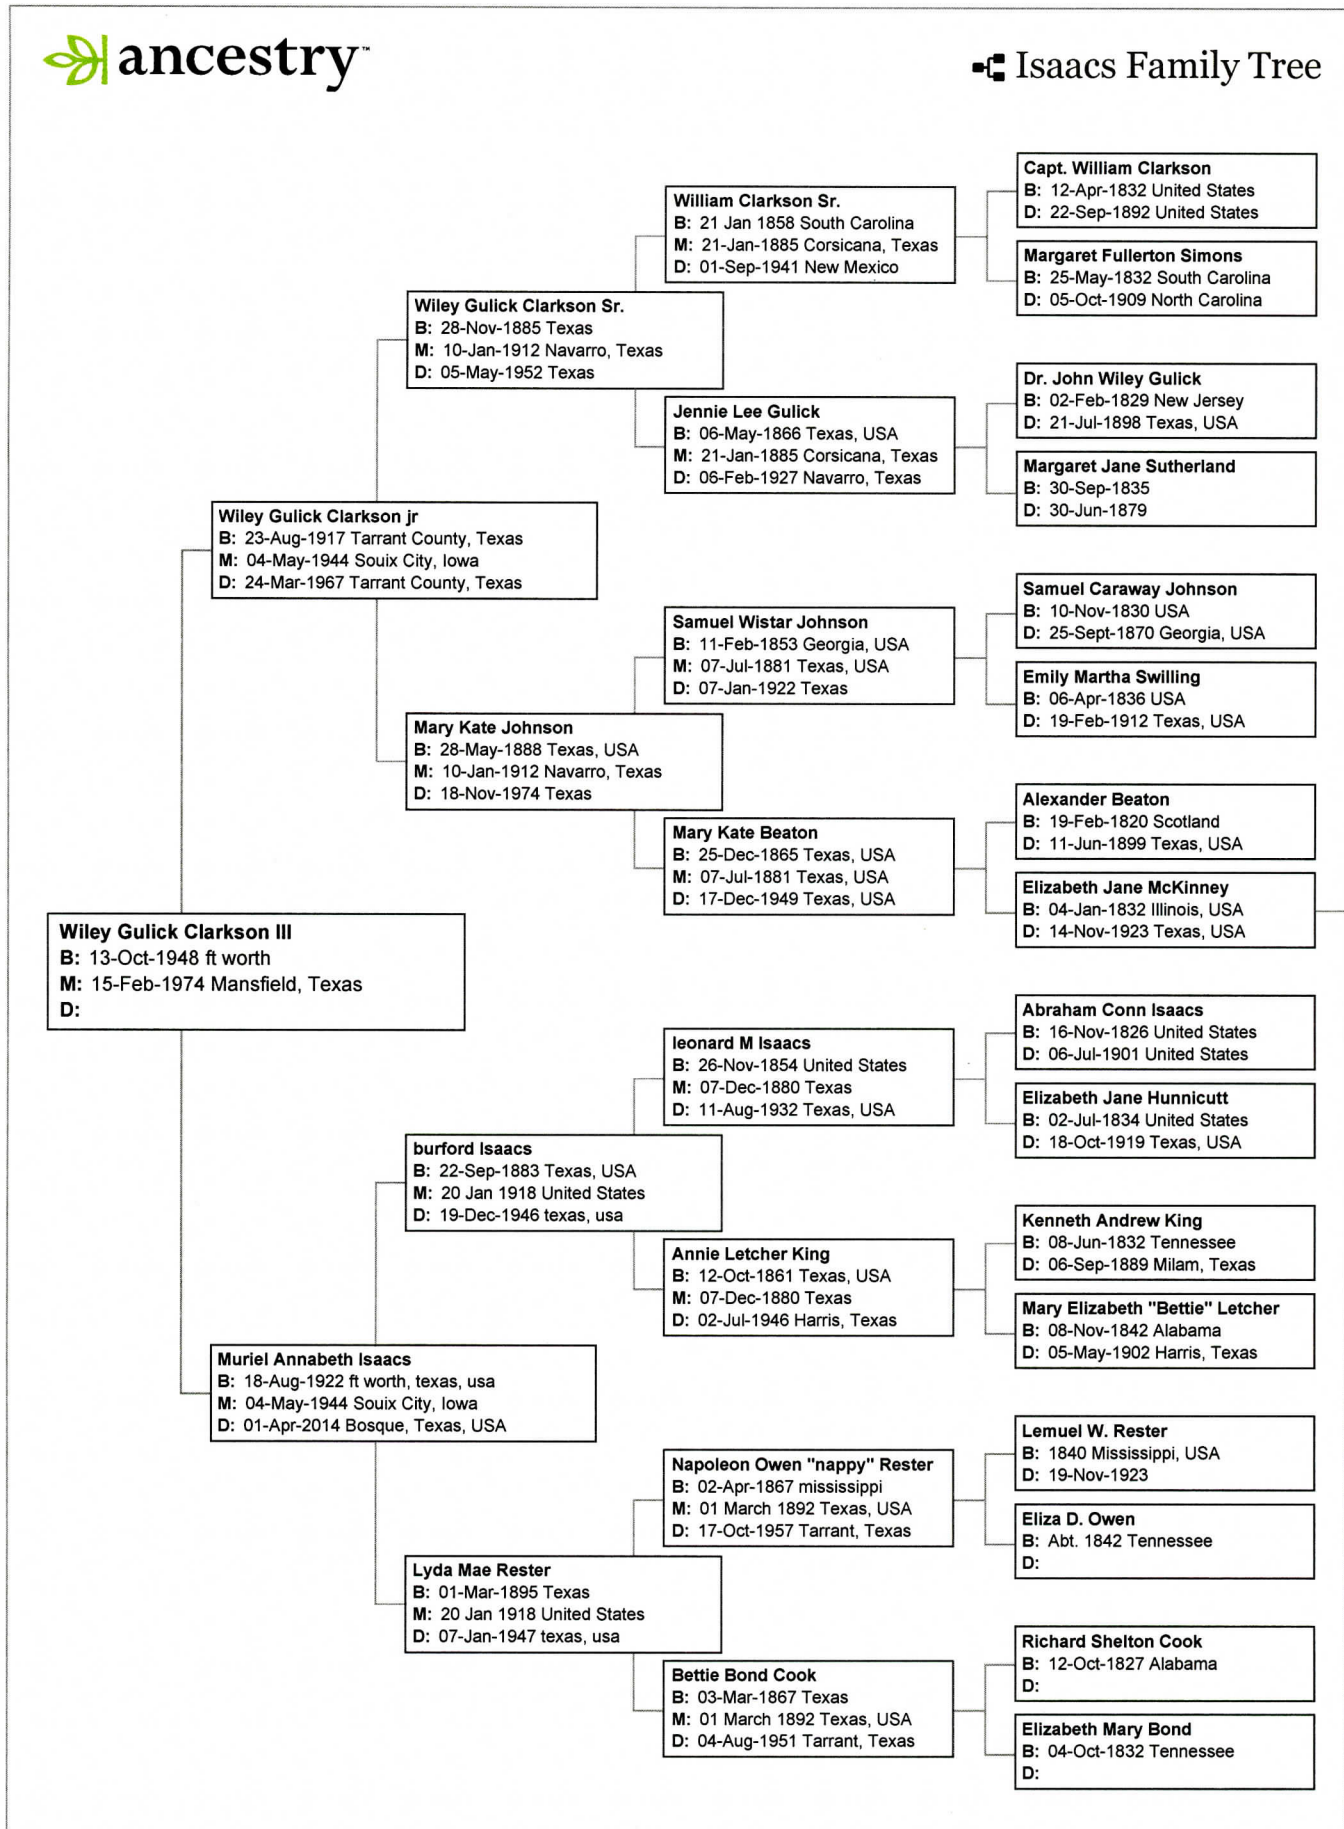 ancestry™
Isaacs Family Tree
Capt. William Clarkson
B: 12-Apr-1832 United States
D: 22-Sep-1892 United States
William Clarkson Sr.
B: 21 Jan 1858 South Carolina
M: 21-Jan-1885 Corsicana, Texas
D: 01-Sep-1941 New Mexico
Margaret Fullerton Simons
B: 25-May-1832 South Carolina
D: 05-Oct-1909 North Carolina
Wiley Gulick Clarkson Sr.
B: 28-Nov-1885 Texas
M: 10-Jan-1912 Navarro, Texas
D: 05-May-1952 Texas
Dr. John Wiley Gulick
B: 02-Feb-1829 New Jersey
D: 21-Jul-1898 Texas, USA
Jennie Lee Gulick
B: 06-May-1866 Texas, USA
M: 21-Jan-1885 Corsicana, Texas
D: 06-Feb-1927 Navarro, Texas
Margaret Jane Sutherland
B: 30-Sep-1835
D: 30-Jun-1879
Wiley Gulick Clarkson jr
B: 23-Aug-1917 Tarrant County, Texas
M: 04-May-1944 Souix City, Iowa
D: 24-Mar-1967 Tarrant County, Texas
Samuel Caraway Johnson
B: 10-Nov-1830 USA
D: 25-Sept-1870 Georgia, USA
Samuel Wistar Johnson
B: 11-Feb-1853 Georgia, USA
M: 07-Jul-1881 Texas, USA
D: 07-Jan-1922 Texas
Emily Martha Swilling
B: 06-Apr-1836 USA
D: 19-Feb-1912 Texas, USA
Mary Kate Johnson
B: 28-May-1888 Texas, USA
M: 10-Jan-1912 Navarro, Texas
D: 18-Nov-1974 Texas
Alexander Beaton
B: 19-Feb-1820 Scotland
D: 11-Jun-1899 Texas, USA
Mary Kate Beaton
B: 25-Dec-1865 Texas, USA
M: 07-Jul-1881 Texas, USA
D: 17-Dec-1949 Texas, USA
Elizabeth Jane McKinney
B: 04-Jan-1832 Illinois, USA
D: 14-Nov-1923 Texas, USA
Wiley Gulick Clarkson III
B: 13-Oct-1948 ft worth
M: 15-Feb-1974 Mansfield, Texas
D:
Abraham Conn Isaacs
B: 16-Nov-1826 United States
D: 06-Jul-1901 United States
leonard M Isaacs
B: 26-Nov-1854 United States
M: 07-Dec-1880 Texas
D: 11-Aug-1932 Texas, USA
Elizabeth Jane Hunnicutt
B: 02-Jul-1834 United States
D: 18-Oct-1919 Texas, USA
burford Isaacs
B: 22-Sep-1883 Texas, USA
M: 20 Jan 1918 United States
D: 19-Dec-1946 texas, usa
Kenneth Andrew King
B: 08-Jun-1832 Tennessee
D: 06-Sep-1889 Milam, Texas
Annie Letcher King
B: 12-Oct-1861 Texas, USA
M: 07-Dec-1880 Texas
D: 02-Jul-1946 Harris, Texas
Mary Elizabeth "Bettie" Letcher
B: 08-Nov-1842 Alabama
D: 05-May-1902 Harris, Texas
Muriel Annabeth Isaacs
B: 18-Aug-1922 ft worth, texas, usa
M: 04-May-1944 Souix City, Iowa
D: 01-Apr-2014 Bosque, Texas, USA
Lemuel W. Rester
B: 1840 Mississippi, USA
D: 19-Nov-1923
Napoleon Owen "nappy" Rester
B: 02-Apr-1867 mississippi
M: 01 March 1892 Texas, USA
D: 17-Oct-1957 Tarrant, Texas
Eliza D. Owen
B: Abt. 1842 Tennessee
D:
Lyda Mae Rester
B: 01-Mar-1895 Texas
M: 20 Jan 1918 United States
D: 07-Jan-1947 texas, usa
Richard Shelton Cook
B: 12-Oct-1827 Alabama
D:
Bettie Bond Cook
B: 03-Mar-1867 Texas
M: 01 March 1892 Texas, USA
D: 04-Aug-1951 Tarrant, Texas
Elizabeth Mary Bond
B: 04-Oct-1832 Tennessee
D: